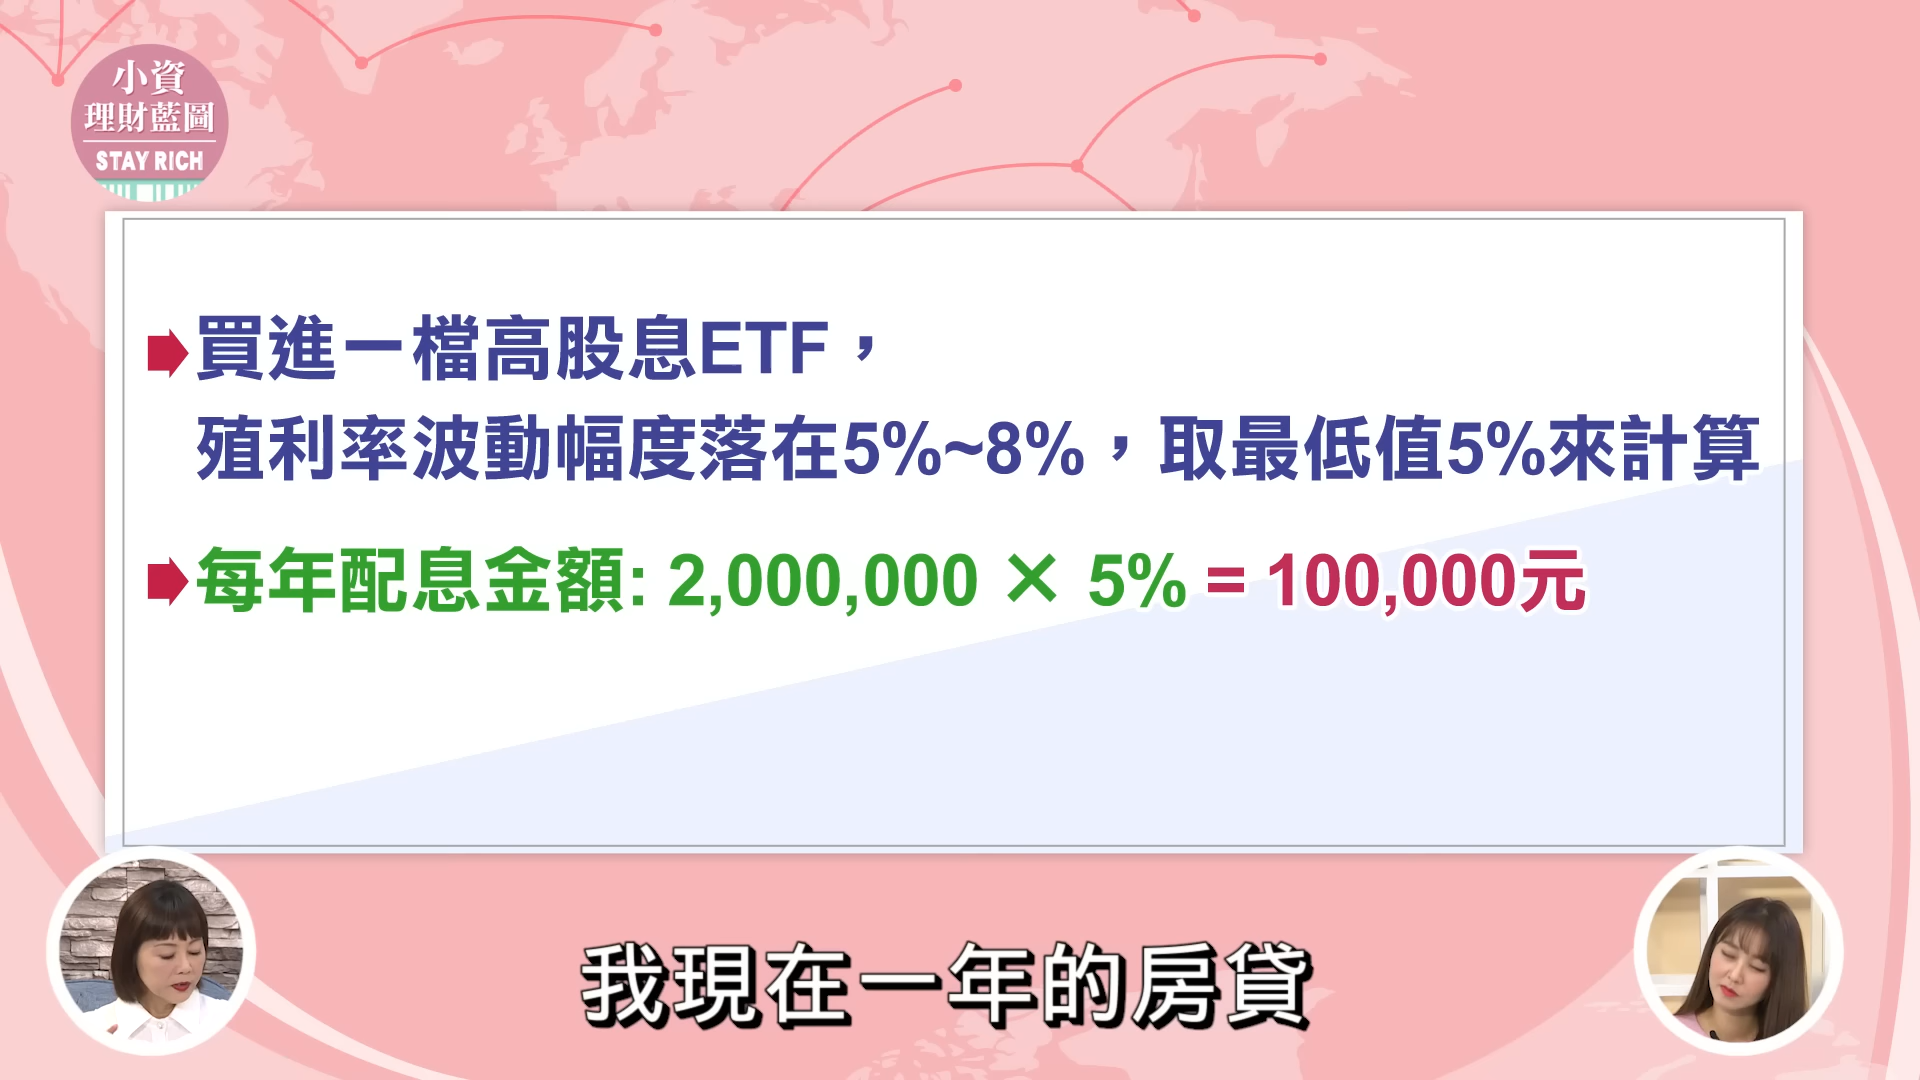 小資
理財藍圖
STAY RICH
買進一檔高股息ETF，
殖利率波動幅度落在5%~8%，取最低值5%來計算
每年配息金額: 2,000,000 × 5% = 100,000元
我現在一年的房貸